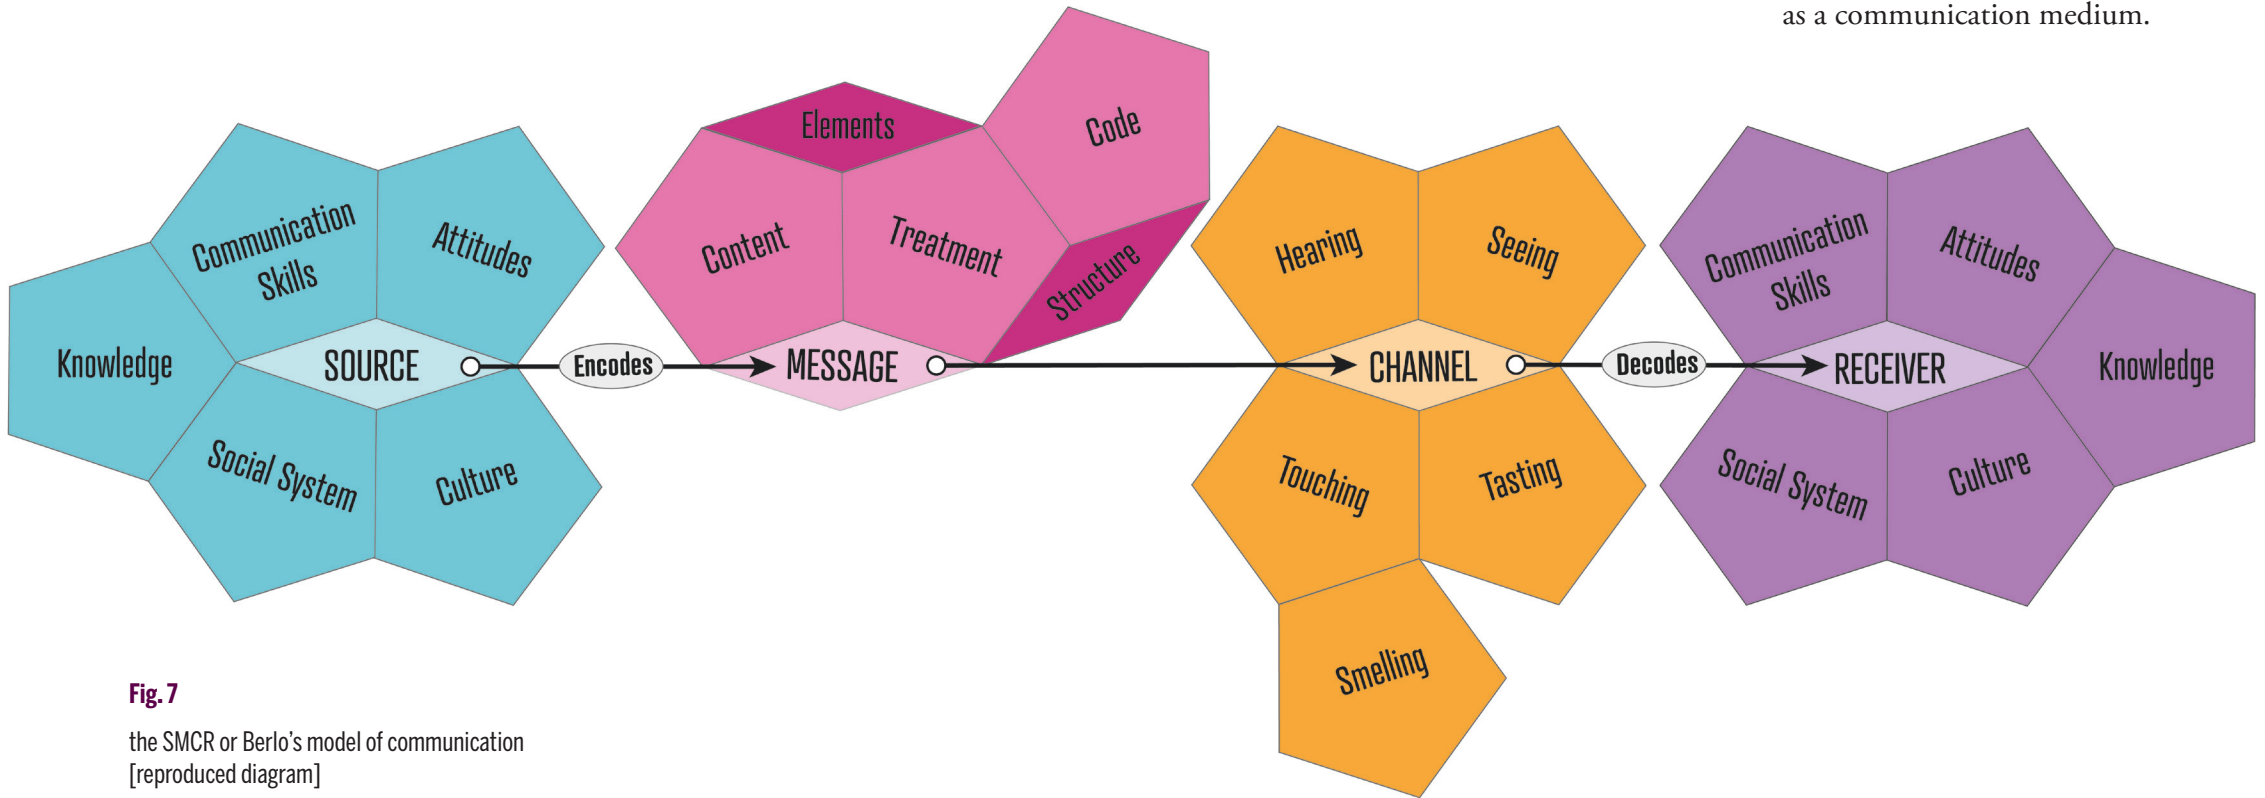 as a communication medium.
Communication
Skills
Attitudes
Knowledge
SOURCE
Social System
Culture
Encodes
Elements
Code
Content
Treatment
Structure
MESSAGE
Hearing
Seeing
CHANNEL
Touching
Tasting
Smelling
Decodes
Communication
Skills
Attitudes
RECEIVER
Knowledge
Social System
Culture
Fig. 7
the SMCR or Berlo’s model of communication
[reproduced diagram]